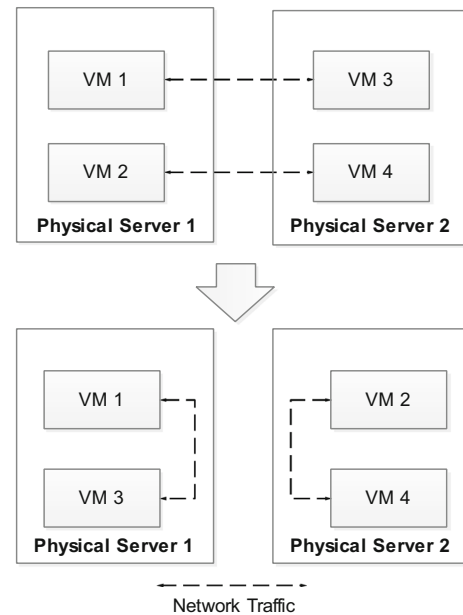 VM 1
VM 3
VM 2
VM 4
Physical Server 1
Physical Server 2
VM 1
VM 2
VM 3
VM 4
Physical Server 1
Physical Server 2
Network Traffic